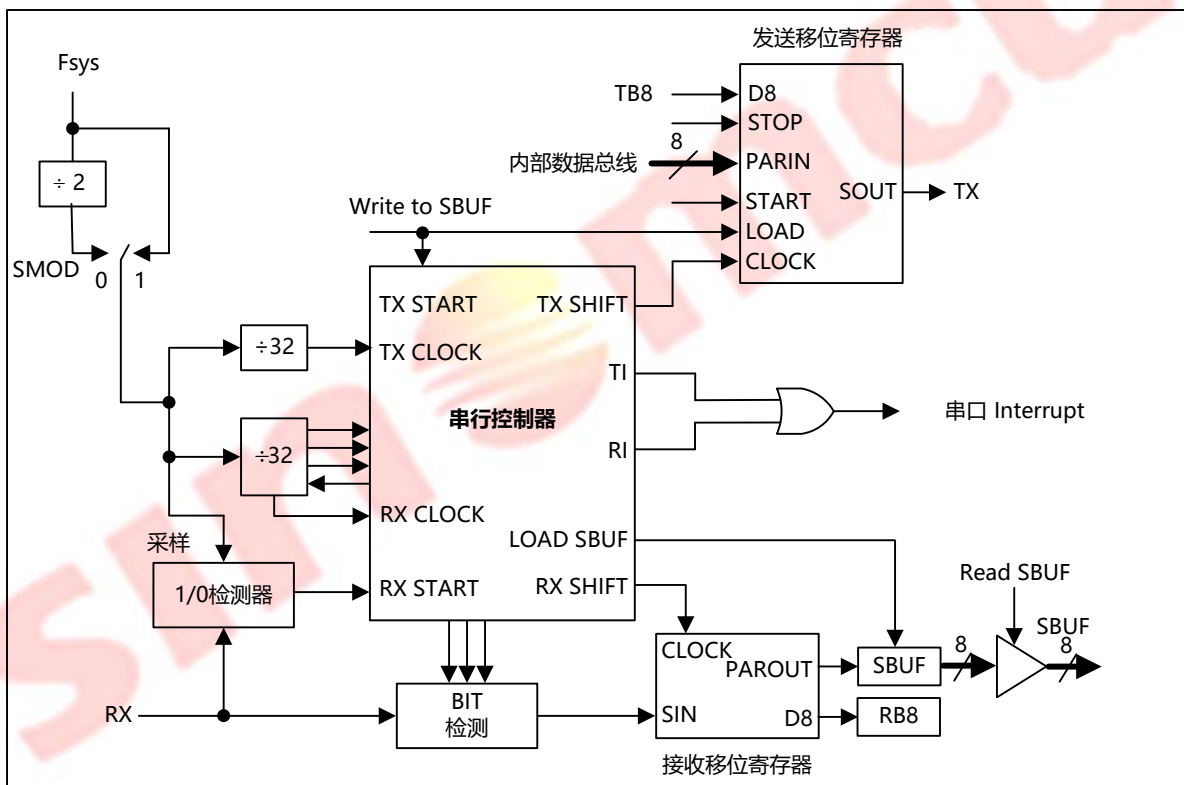 发送移位寄存器
Fsys
TB8
D8
STOP
8
内部数据总线
PARIN
÷ 2
SOUT
TX
START
Write to SBUF
LOAD
SMOD
0
1
CLOCK
TX START
TX SHIFT
÷32
TX CLOCK
TI
串行控制器
串口 Interrupt
÷32
RI
RX CLOCK
LOAD SBUF
采样
1/0检测器
RX START
RX SHIFT
Read SBUF
SBUF
CLOCK
PAROUT
SBUF
8
8
BIT
检测
RX
SIN
D8
RB8
接收移位寄存器
sinomcu